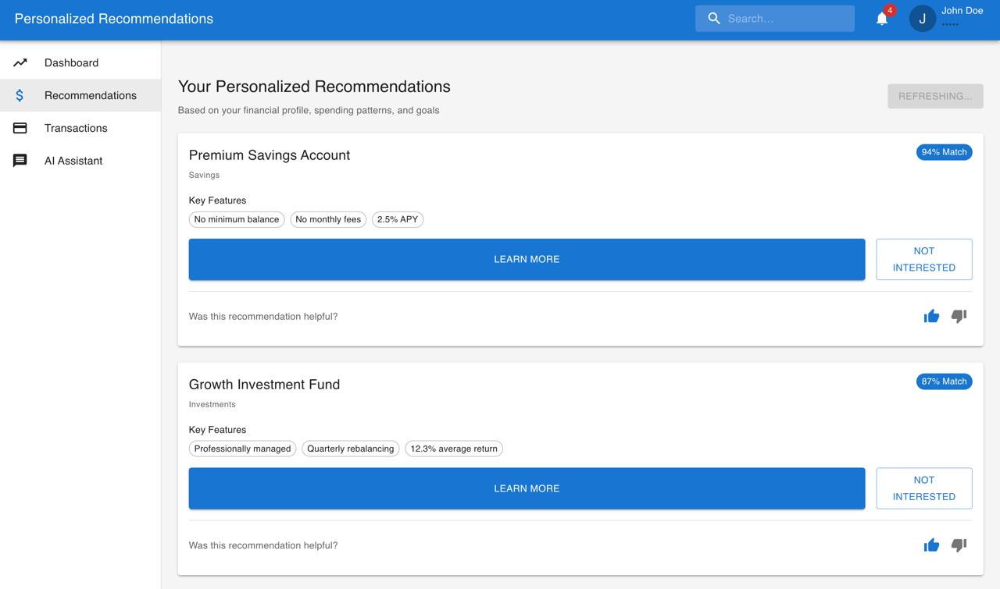 Personalized Recommendations
Search...
4
J
John Doe
•••••
Dashboard
Recommendations
Transactions
AI Assistant
Your Personalized Recommendations
Based on your financial profile, spending patterns, and goals
REFRESHING...
Premium Savings Account
94% Match
Savings
Key Features
No minimum balance
No monthly fees
2.5% APY
LEARN MORE
NOT
INTERESTED
Was this recommendation helpful?
Growth Investment Fund
87% Match
Investments
Key Features
Professionally managed
Quarterly rebalancing
12.3% average return
LEARN MORE
NOT
INTERESTED
Was this recommendation helpful?